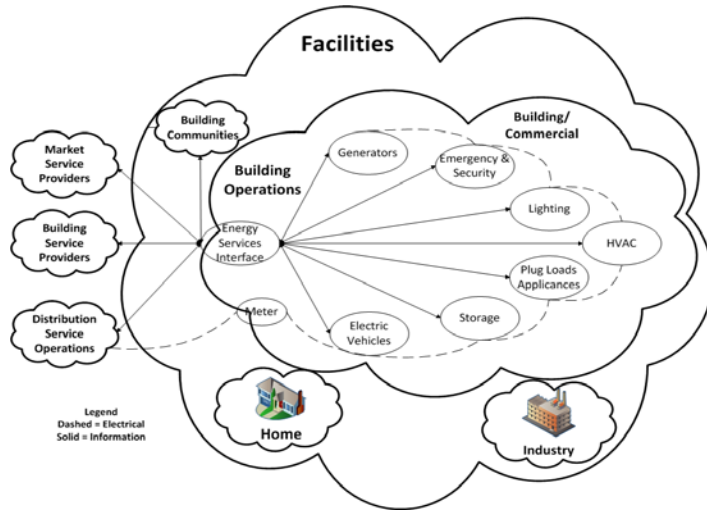 Facilities
Building
Communities
Building/
Commercial
Market
Service
Providers
Building
Operations
Generators
Emergency &
Security
Lighting
Building
Service
Providers
Energy
Services
Interface
HVAC
Plug Loads
Applicances
Distribution
Service
Operations
Meter
Electric
Vehicles
Storage
Legend
Dashed = Electrical
Solid = Information
Home
Industry